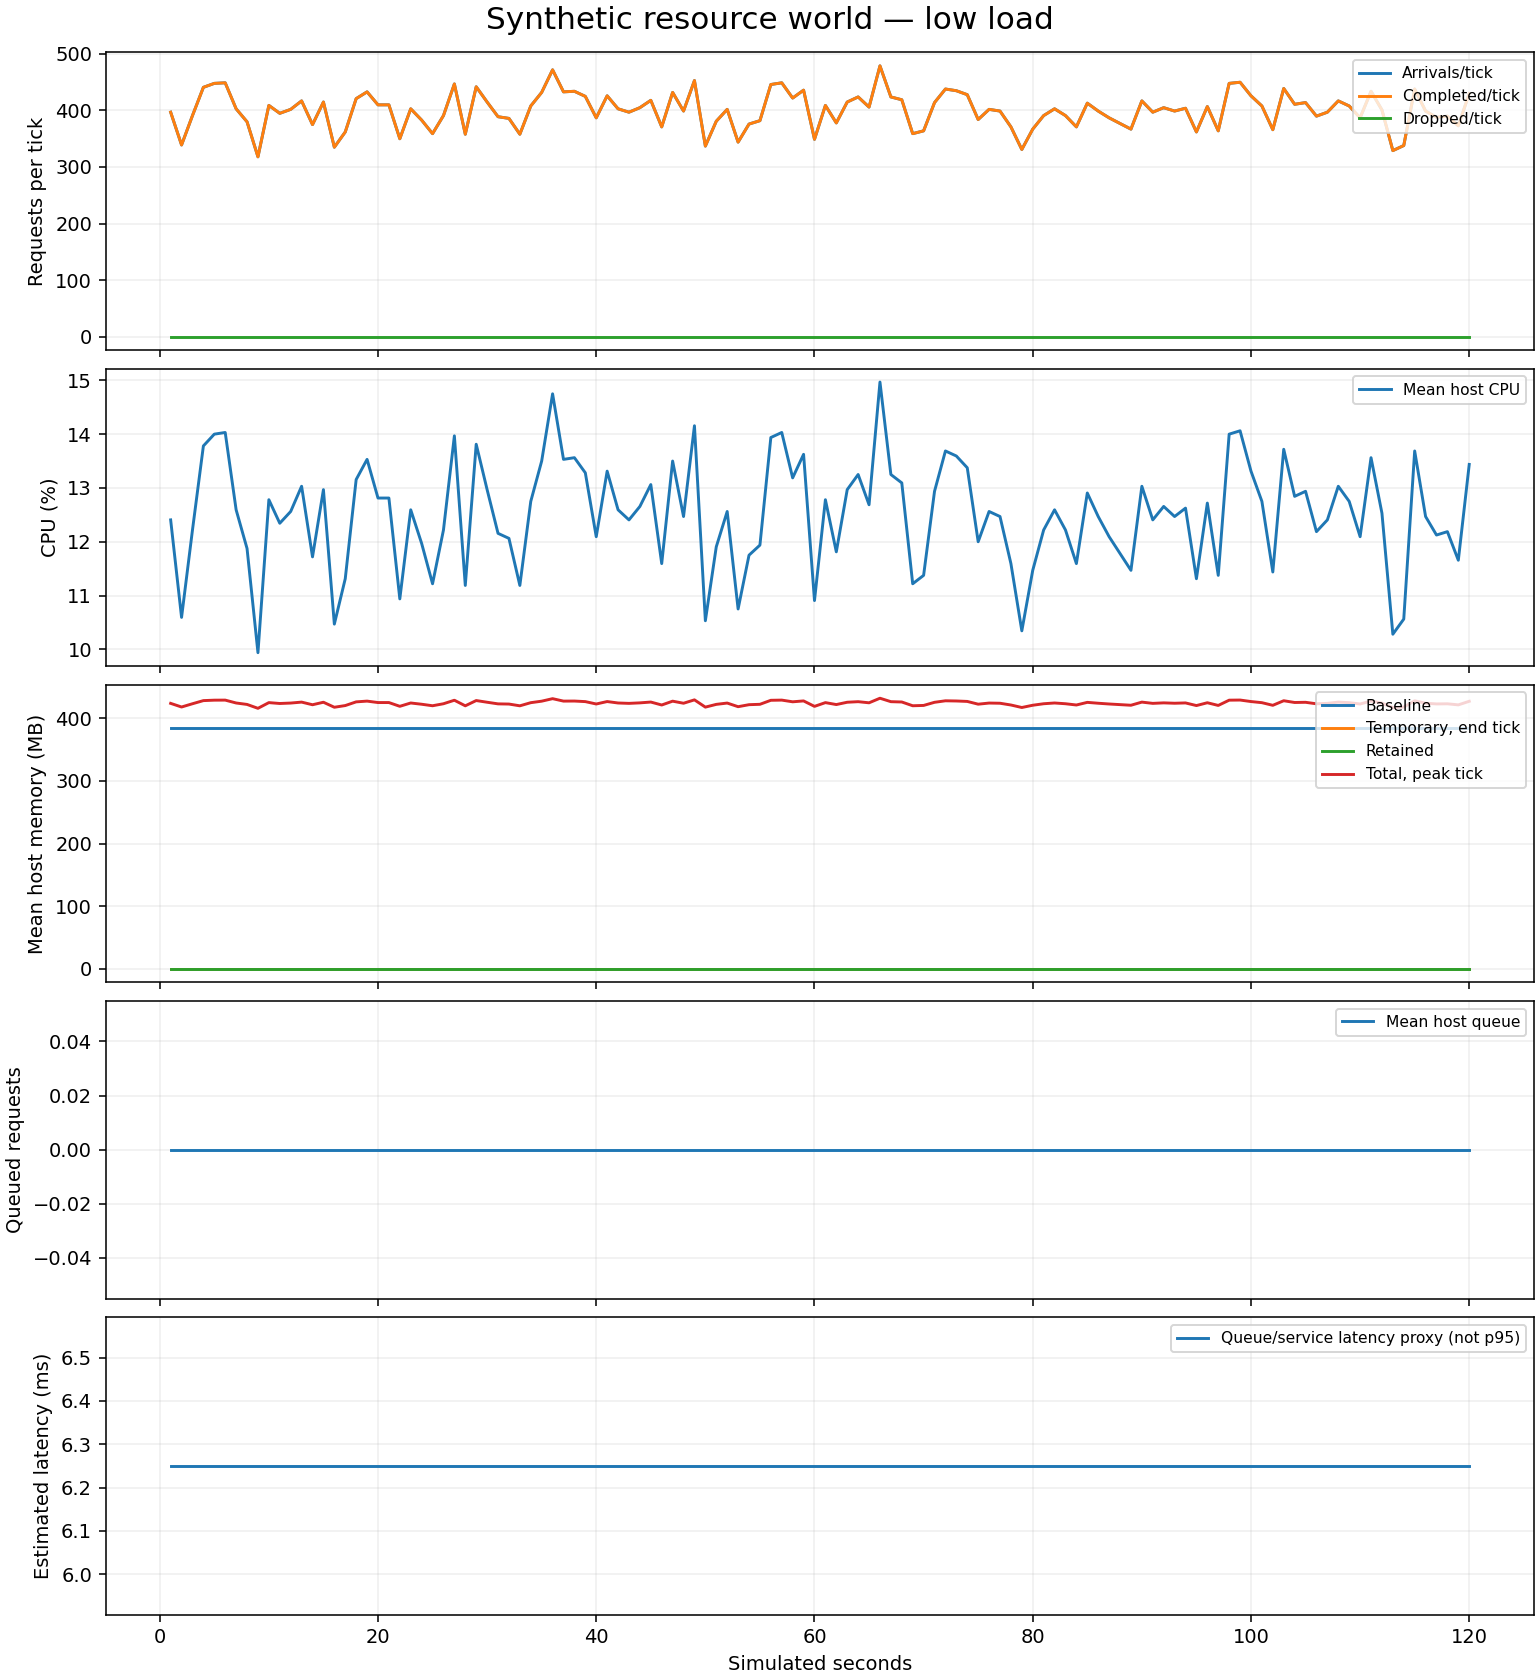 Synthetic resource world — low load
500
400
300
200
100
0
Requests per tick
Arrivals/tick
Completed/tick
Dropped/tick
15
14
13
12
11
10
CPU (%)
Mean host CPU
400
300
200
100
0
Mean host memory (MB)
Baseline
Temporary, end tick
Retained
Total, peak tick
0.04
0.02
0.00
−0.02
−0.04
Queued requests
Mean host queue
6.5
6.4
6.3
6.2
6.1
6.0
Estimated latency (ms)
Queue/service latency proxy (not p95)
0 20 40 60 80 100 120
Simulated seconds